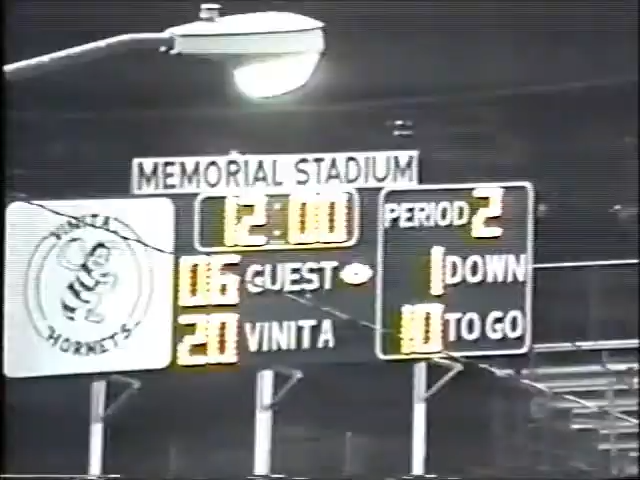 MEMORIAL STADIUM
12:00
PERIOD 2
06 GUEST
1 DOWN
20 VINITA
10 TO GO
VINITA
HORNETS